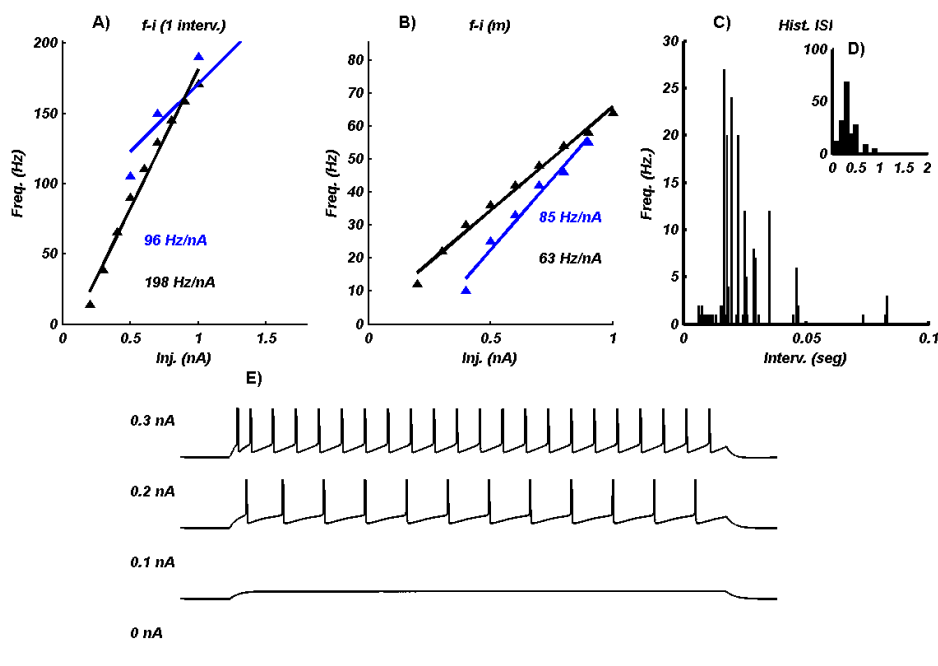 A) f-i (1 interv.)
B) f-i (m)
C) Hist. ISI
D)
Freq. (Hz)
200
150
100
50
0
0 0.5 1 1.5
Inj. (nA)
96 Hz/nA
198 Hz/nA
Freq. (Hz)
80
70
60
50
40
30
20
10
0
0 0.5 1
Inj. (nA)
85 Hz/nA
63 Hz/nA
Freq. (Hz.)
30
25
20
15
10
5
0
0 0.05 0.1
Interv. (seg)
100
50
0
0 0.5 1 2
E)
0.3 nA
0.2 nA
0.1 nA
0 nA